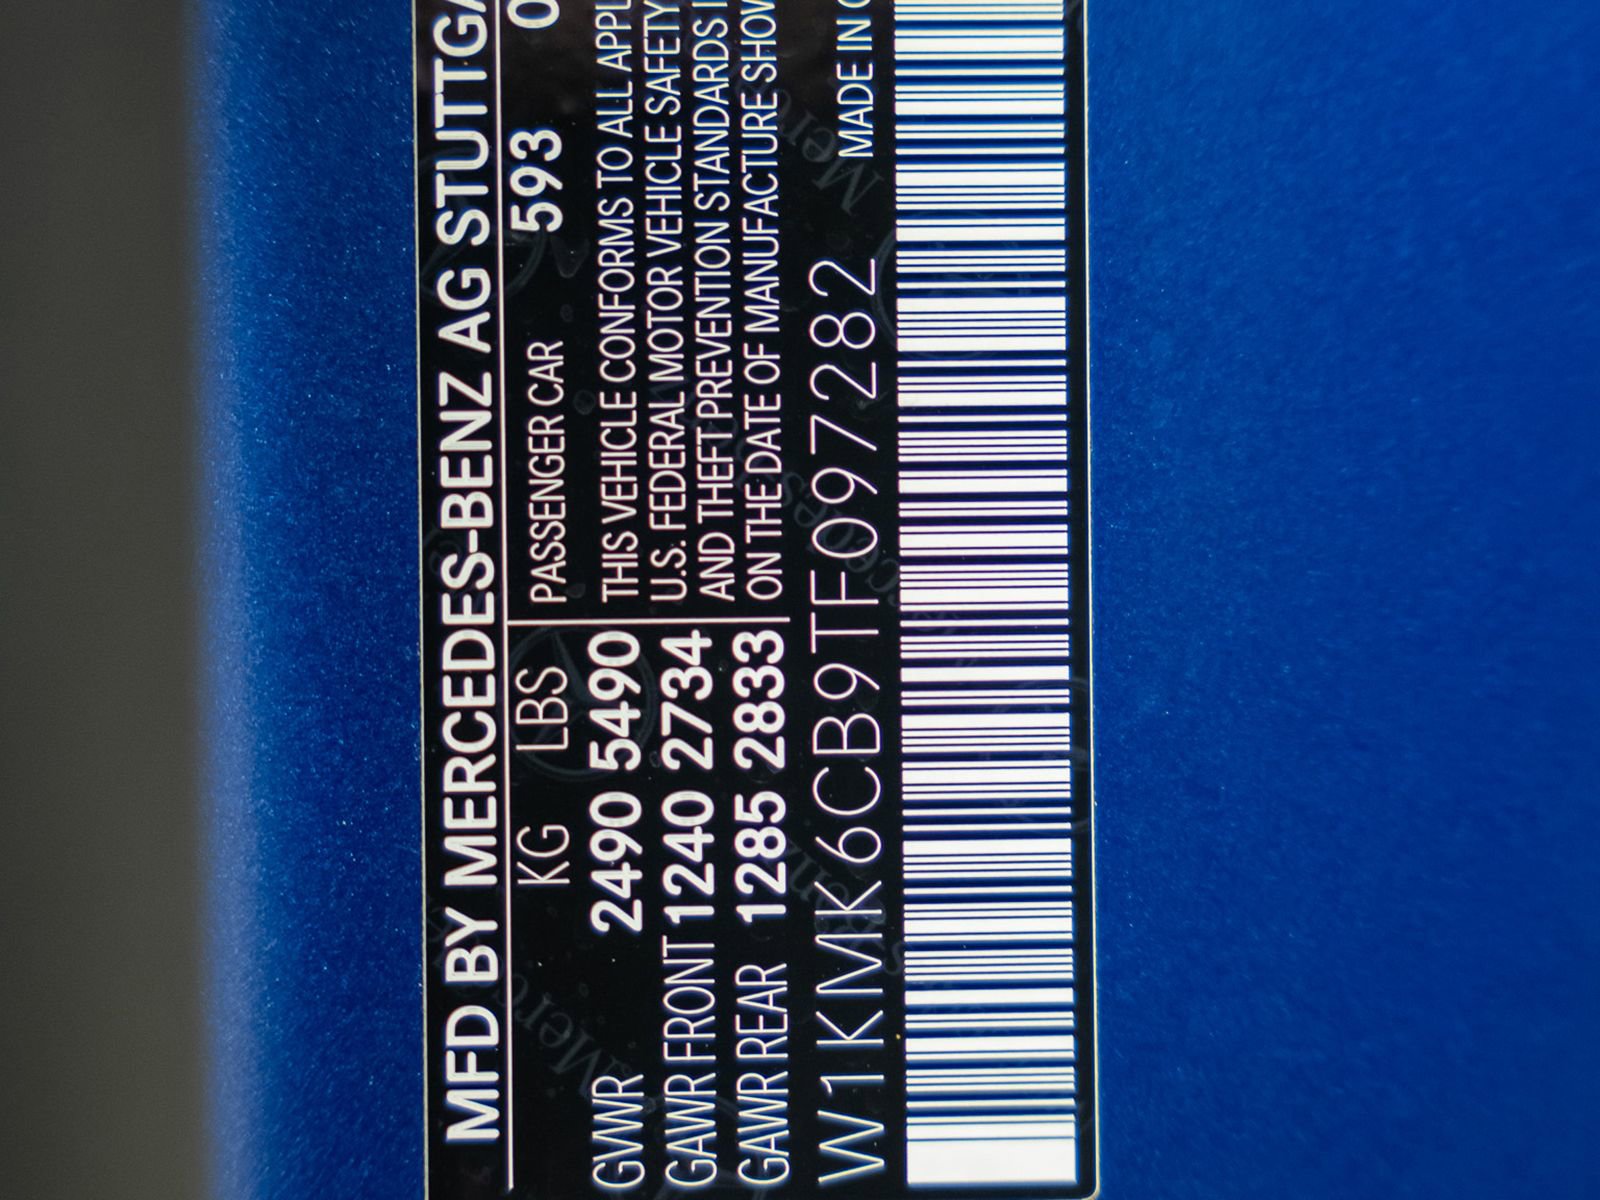 MFD BY MERCEDES-BENZ AG STUTTGA
KG LBS PASSENGER CAR 593 0
GVWR 2490 5490 THIS VEHICLE CONFORMS TO ALL APPL
GAWR FRONT 1240 2734 U.S. FEDERAL MOTOR VEHICLE SAFETY
AND THEFT PREVENTION STANDARDS
GAWR REAR 1285 2833 ON THE DATE OF MANUFACTURE SHOW
W1KMK6CB9TF097282 MADE IN